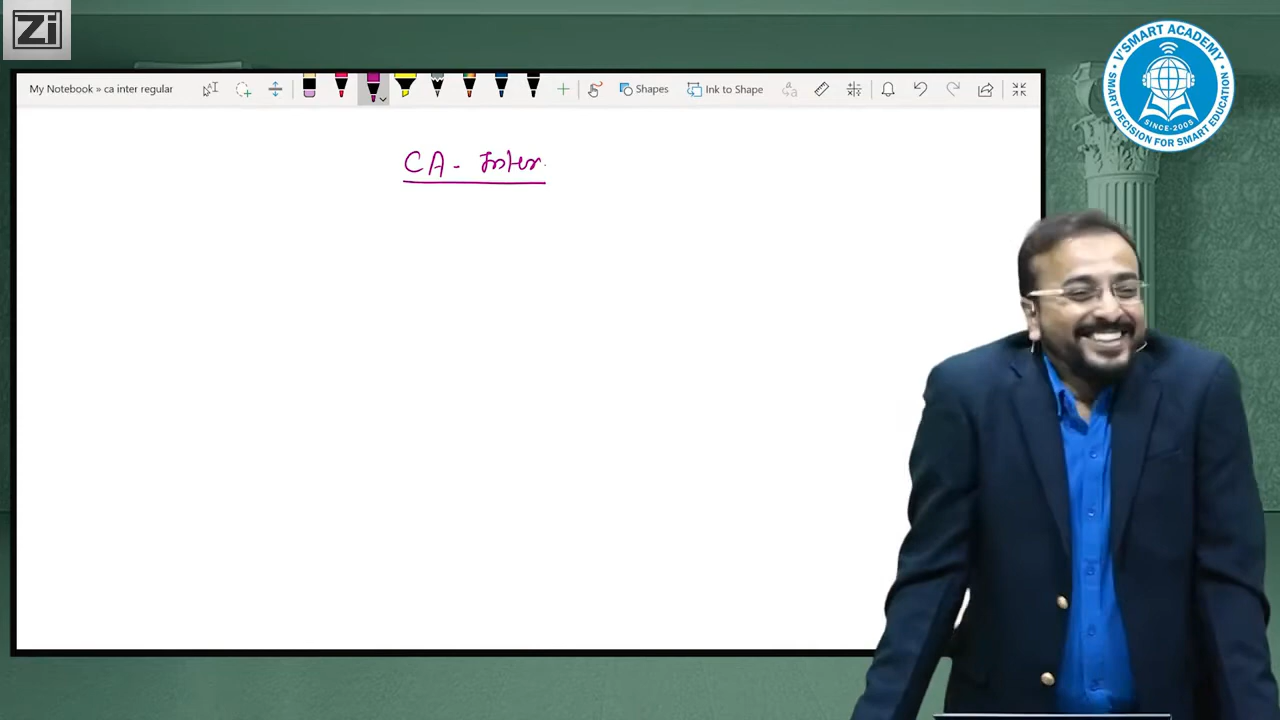 Zi
My Notebook » ca inter regular
Shapes
Ink to Shape
CA - Inter
V'SMART ACADEMY
SINCE-2005
SMART DECISION FOR SMART EDUCATION